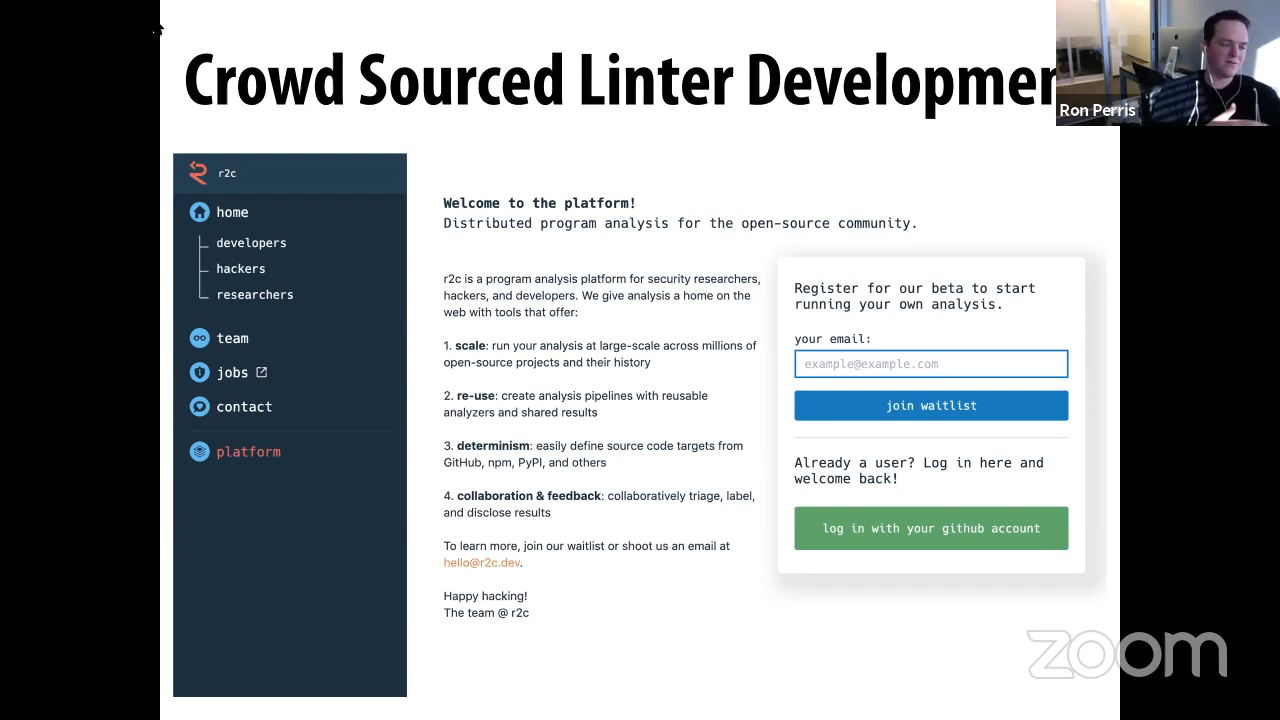 Crowd Sourced Linter Developmen
Ron Perris
r2c
home
developers
hackers
researchers
team
jobs
contact
platform
Welcome to the platform!
Distributed program analysis for the open-source community.
r2c is a program analysis platform for security researchers,
hackers, and developers. We give analysis a home on the
web with tools that offer:
1. scale: run your analysis at large-scale across millions of
open-source projects and their history
2. re-use: create analysis pipelines with reusable
analyzers and shared results
3. determinism: easily define source code targets from
GitHub, npm, PyPI, and others
4. collaboration & feedback: collaboratively triage, label,
and disclose results
To learn more, join our waitlist or shoot us an email at
hello@r2c.dev.
Happy hacking!
The team @ r2c
Register for our beta to start
running your own analysis.
your email:
example@example.com
join waitlist
Already a user? Log in here and
welcome back!
log in with your github account
zoom